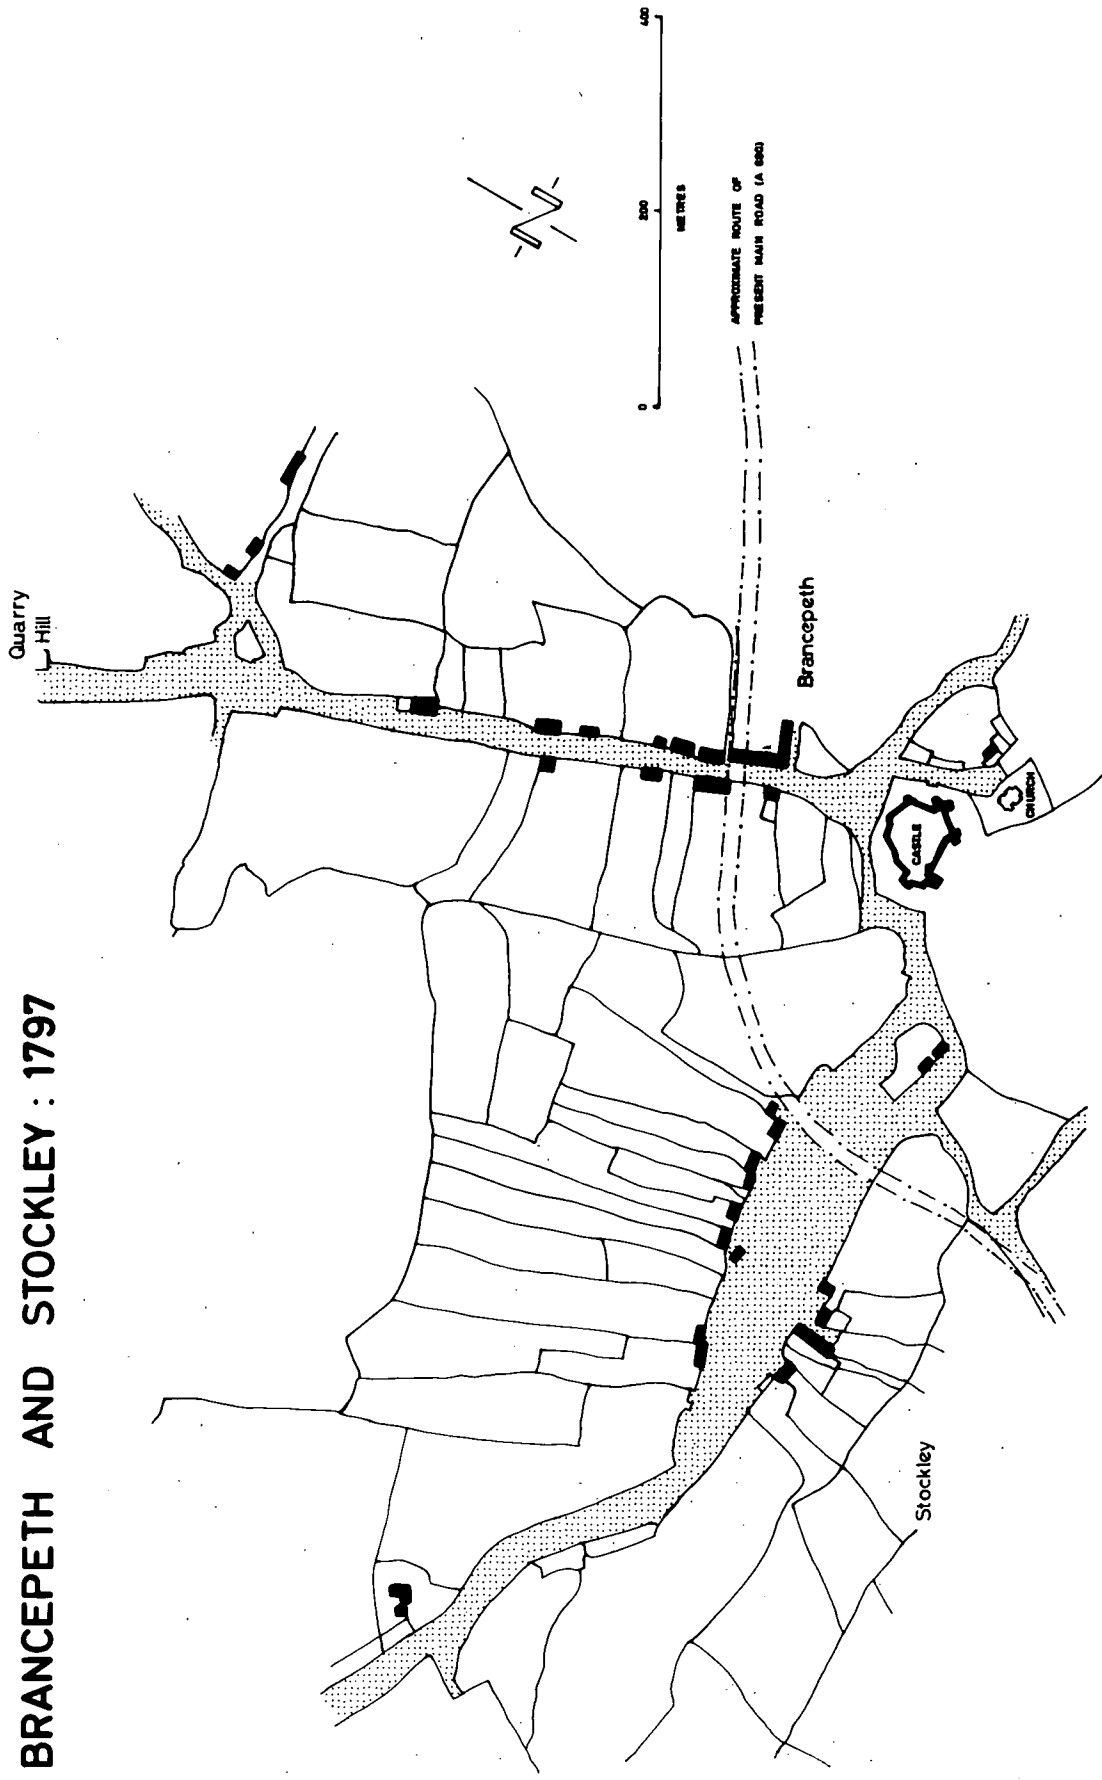 BRANCEPETH AND STOCKLEY : 1797
Quarry
Hill
N
0 200 400
METRES
APPROXIMATE ROUTE OF
PRESENT MAIN ROAD (A 690)
Brancepeth
CASTLE
CHURCH
Stockley